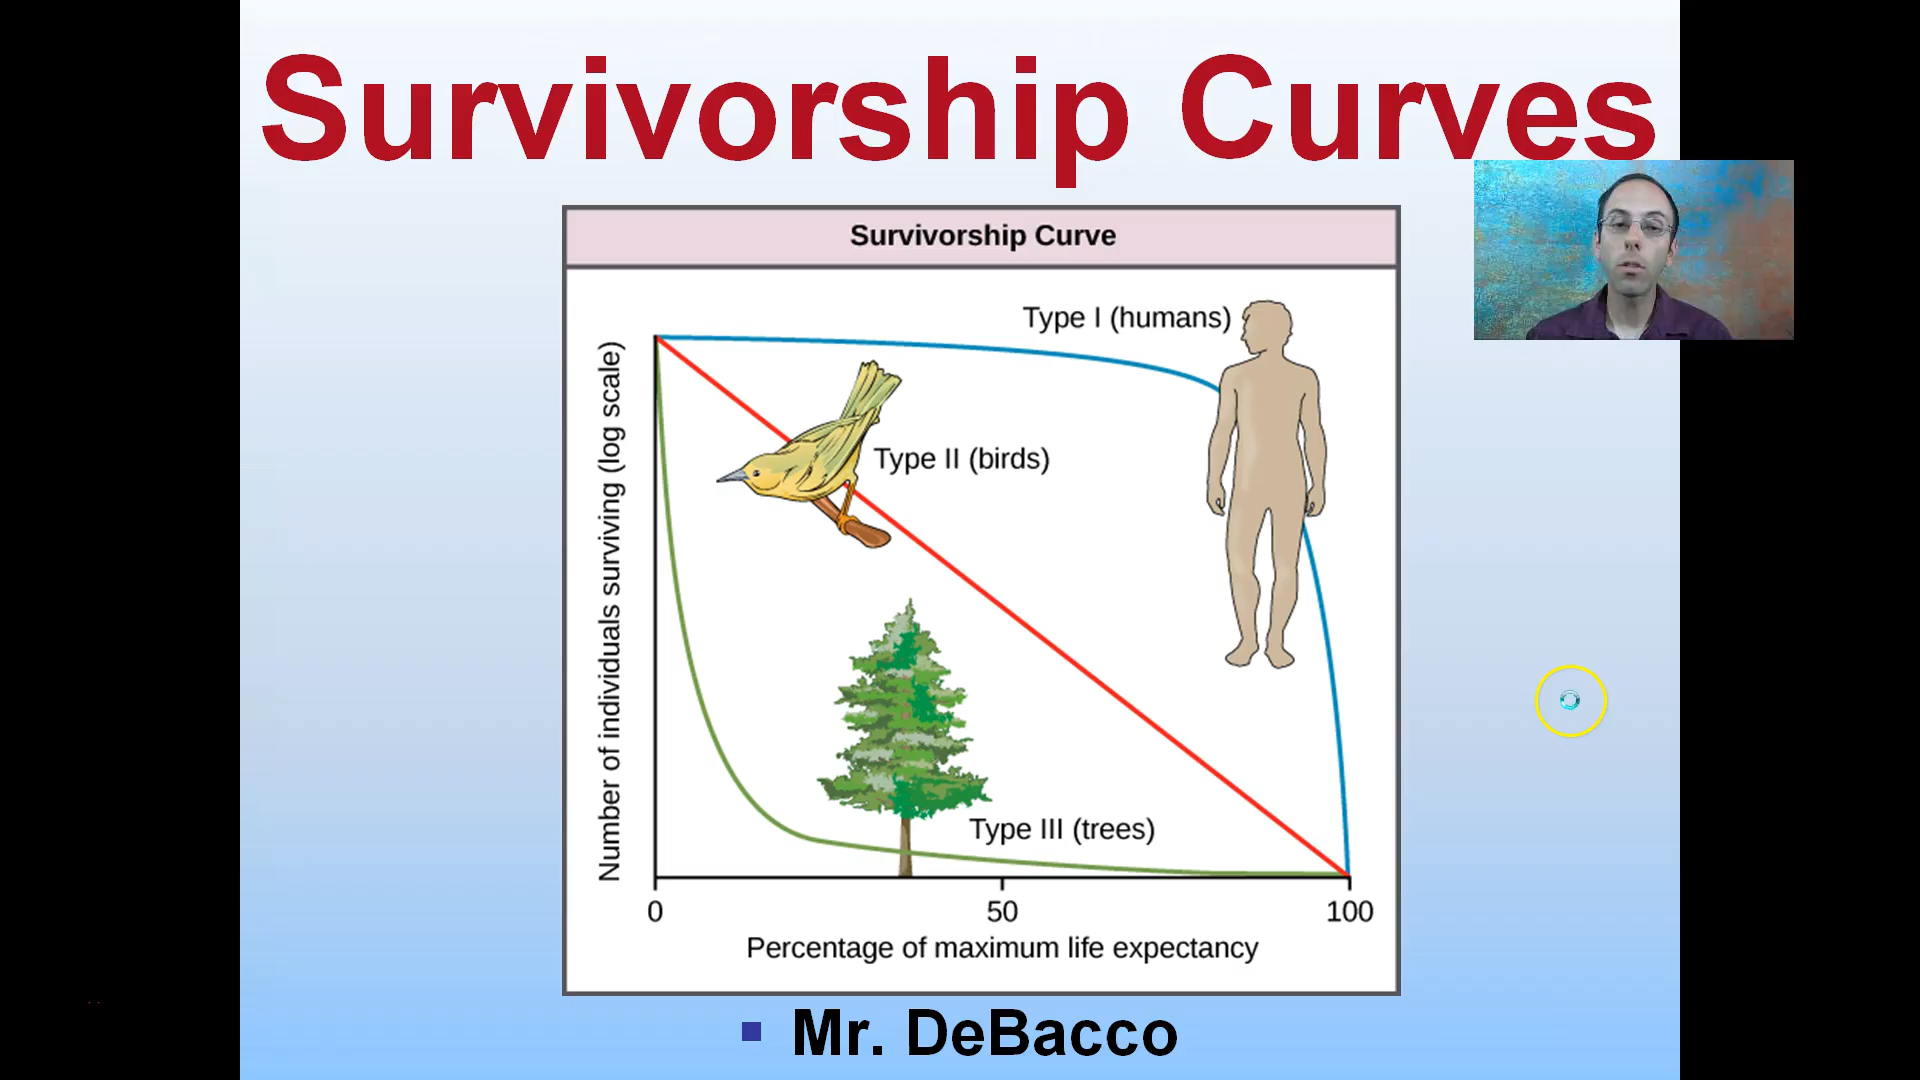 Survivorship Curves
Survivorship Curve
Type I (humans)
Type II (birds)
Type III (trees)
Number of individuals surviving (log scale)
0 50 100
Percentage of maximum life expectancy
Mr. DeBacco